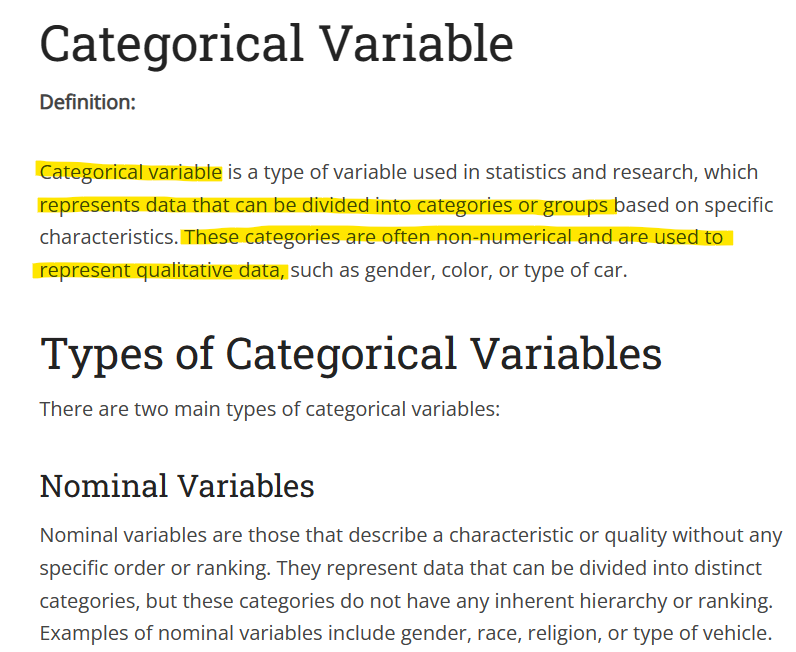 Categorical Variable
Definition:
Categorical variable is a type of variable used in statistics and research, which
represents data that can be divided into categories or groups based on specific
characteristics. These categories are often non-numerical and are used to
represent qualitative data, such as gender, color, or type of car.
Types of Categorical Variables
There are two main types of categorical variables:
Nominal Variables
Nominal variables are those that describe a characteristic or quality without any
specific order or ranking. They represent data that can be divided into distinct
categories, but these categories do not have any inherent hierarchy or ranking.
Examples of nominal variables include gender, race, religion, or type of vehicle.